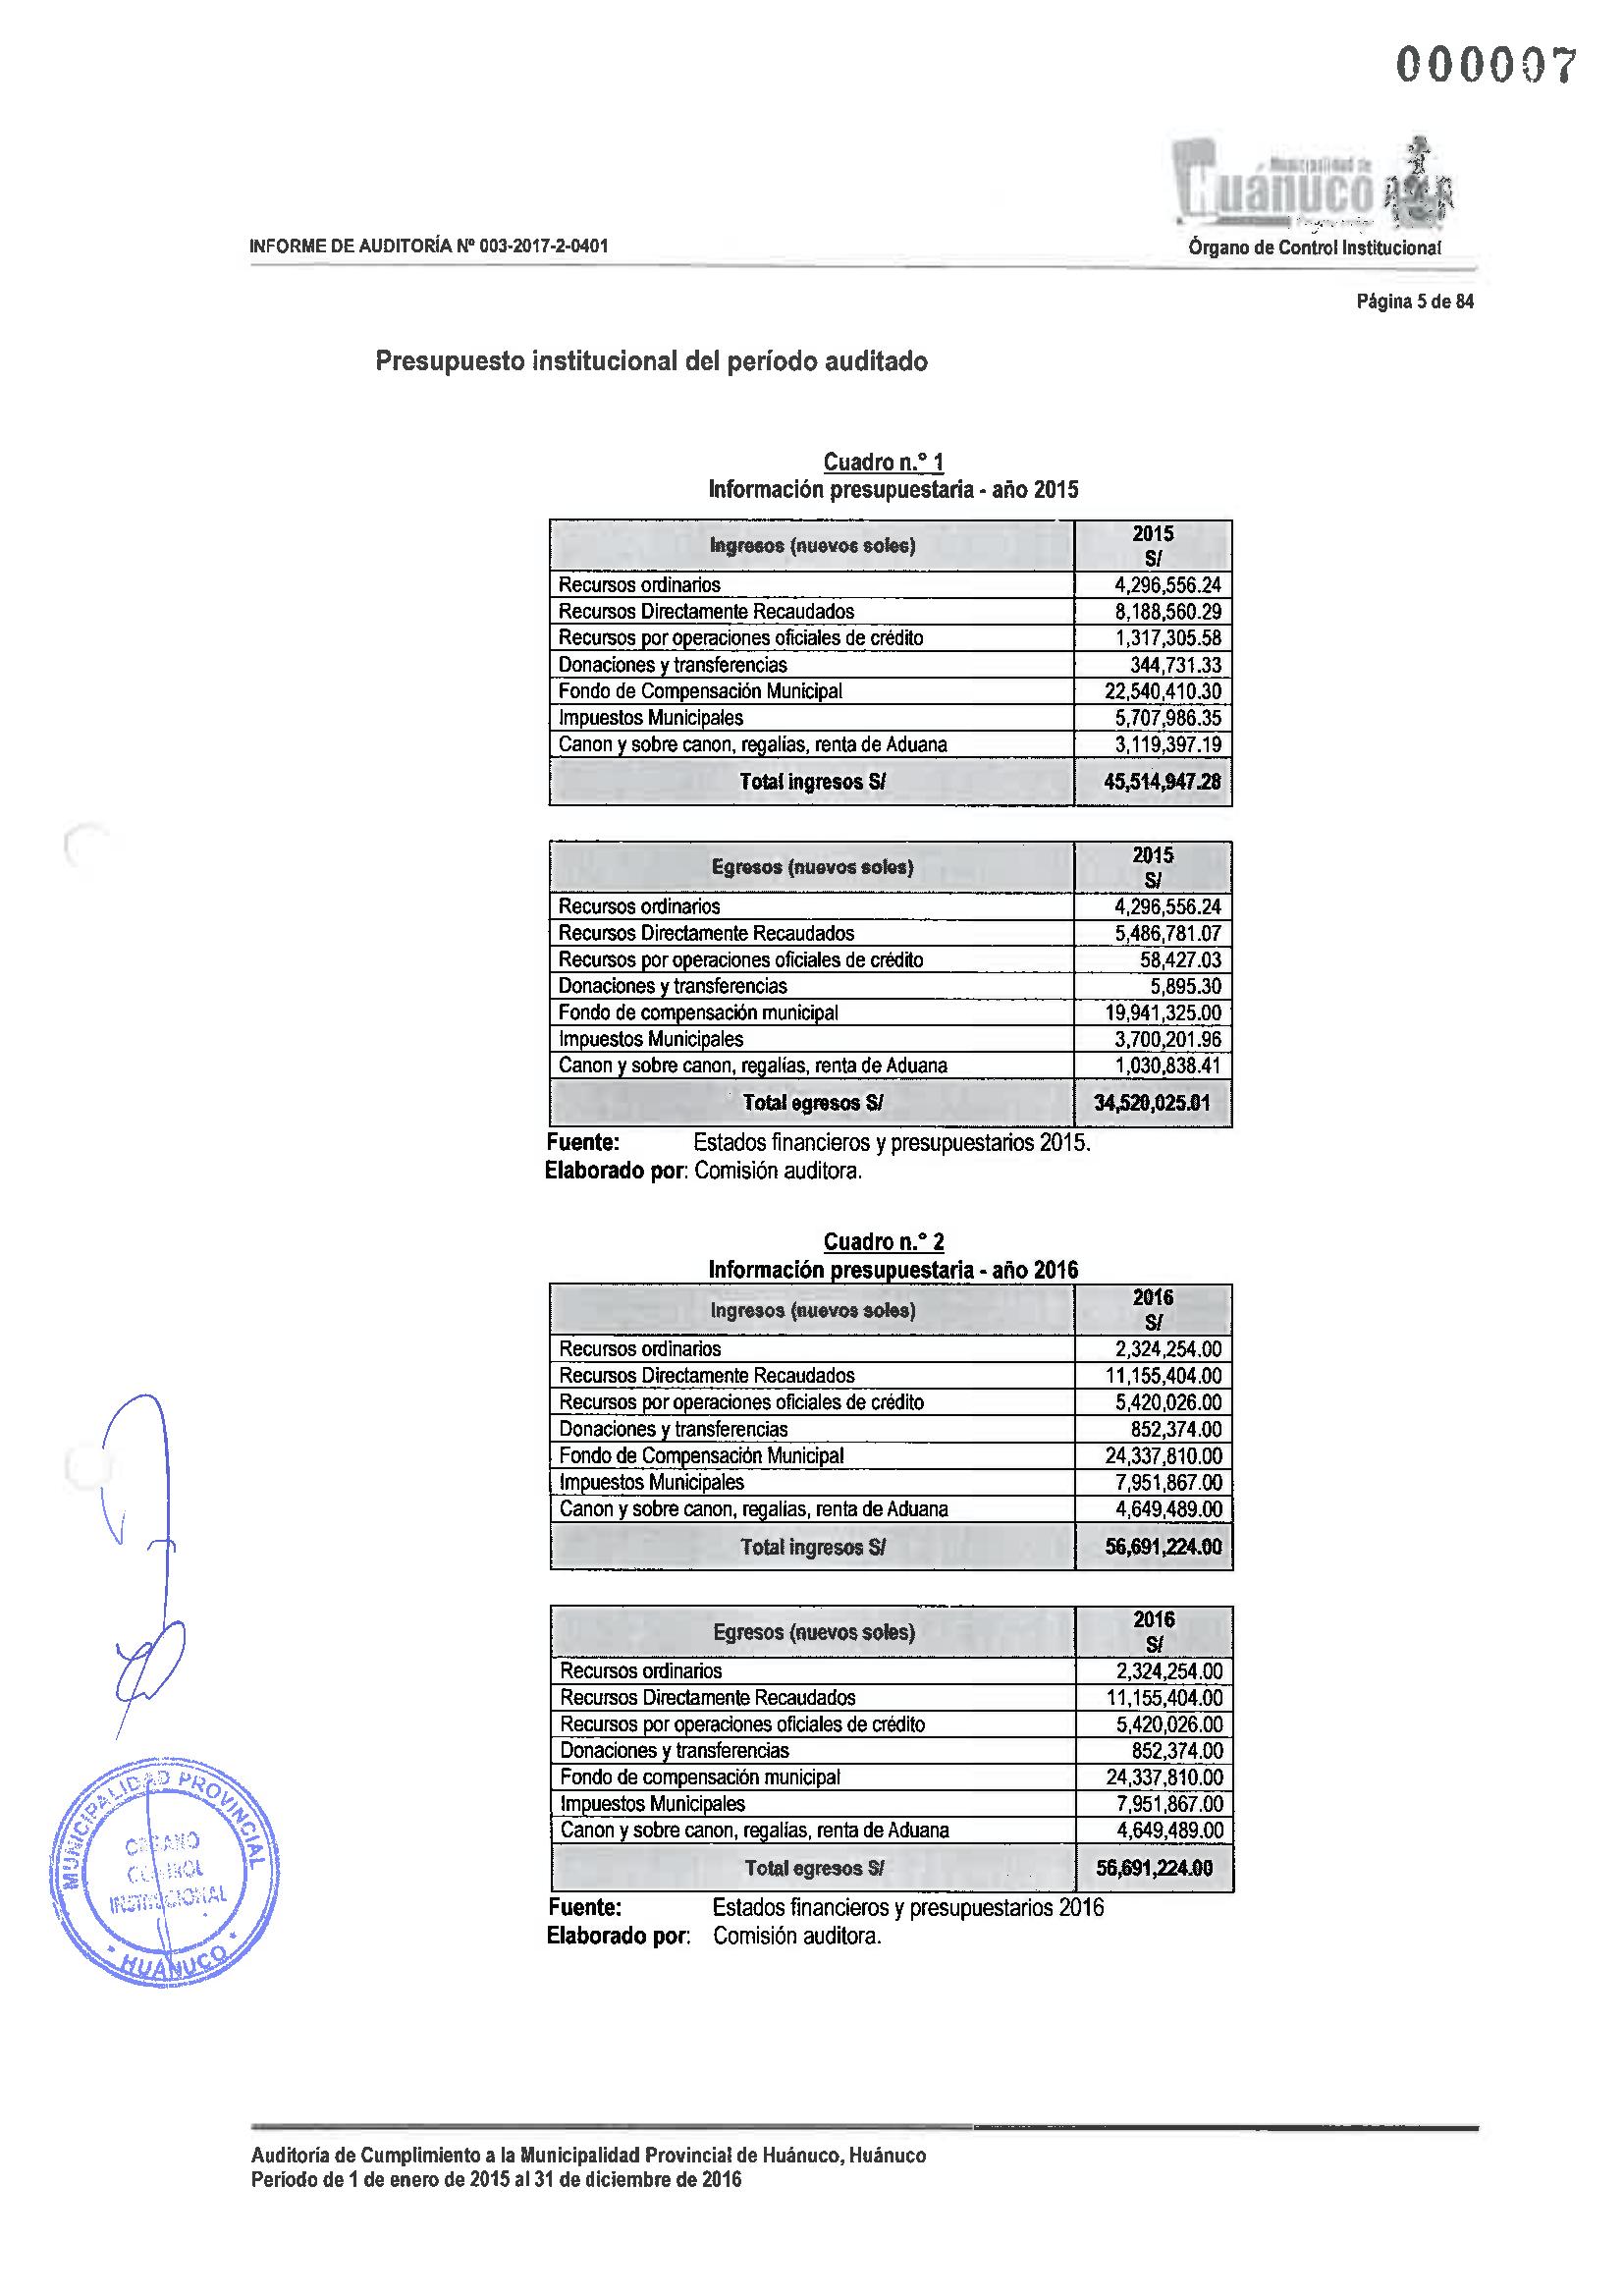 000007
Municipalidad de
Huánuco
INFORME DE AUDITORÍA Nº 003-2017-2-0401
Órgano de Control Institucional
Página 5 de 84
Presupuesto institucional del período auditado
Cuadro n.° 1
Información presupuestaria - año 2015
Ingresos (nuevos soles) 2015 S/
Recursos ordinarios 4,296,556.24
Recursos Directamente Recaudados 8,188,560.29
Recursos por operaciones oficiales de crédito 1,317,305.58
Donaciones y transferencias 344,731.33
Fondo de Compensación Municipal 22,540,410.30
Impuestos Municipales 5,707,986.35
Canon y sobre canon, regalías, renta de Aduana 3,119,397.19
Total ingresos S/ 45,514,947.28
Egresos (nuevos soles) 2015 S/
Recursos ordinarios 4,296,556.24
Recursos Directamente Recaudados 5,486,781.07
Recursos por operaciones oficiales de crédito 58,427.03
Donaciones y transferencias 5,895.30
Fondo de compensación municipal 19,941,325.00
Impuestos Municipales 3,700,201.96
Canon y sobre canon, regalías, renta de Aduana 1,030,838.41
Total egresos S/ 34,520,025.01
Fuente: Estados financieros y presupuestarios 2015.
Elaborado por: Comisión auditora.
Cuadro n.° 2
Información presupuestaria - año 2016
Ingresos (nuevos soles) 2016 S/
Recursos ordinarios 2,324,254.00
Recursos Directamente Recaudados 11,155,404.00
Recursos por operaciones oficiales de crédito 5,420,026.00
Donaciones y transferencias 852,374.00
Fondo de Compensación Municipal 24,337,810.00
Impuestos Municipales 7,951,867.00
Canon y sobre canon, regalías, renta de Aduana 4,649,489.00
Total ingresos S/ 56,691,224.00
Egresos (nuevos soles) 2016 S/
Recursos ordinarios 2,324,254.00
Recursos Directamente Recaudados 11,155,404.00
Recursos por operaciones oficiales de crédito 5,420,026.00
Donaciones y transferencias 852,374.00
Fondo de compensación municipal 24,337,810.00
Impuestos Municipales 7,951,867.00
Canon y sobre canon, regalías, renta de Aduana 4,649,489.00
Total egresos S/ 56,691,224.00
Fuente: Estados financieros y presupuestarios 2016
Elaborado por: Comisión auditora.
MUNICIPALIDAD PROVINCIAL
ORGANO
CONTROL
INSTITUCIONAL
HUÁNUCO
Auditoría de Cumplimiento a la Municipalidad Provincial de Huánuco, Huánuco
Periodo de 1 de enero de 2015 al 31 de diciembre de 2016